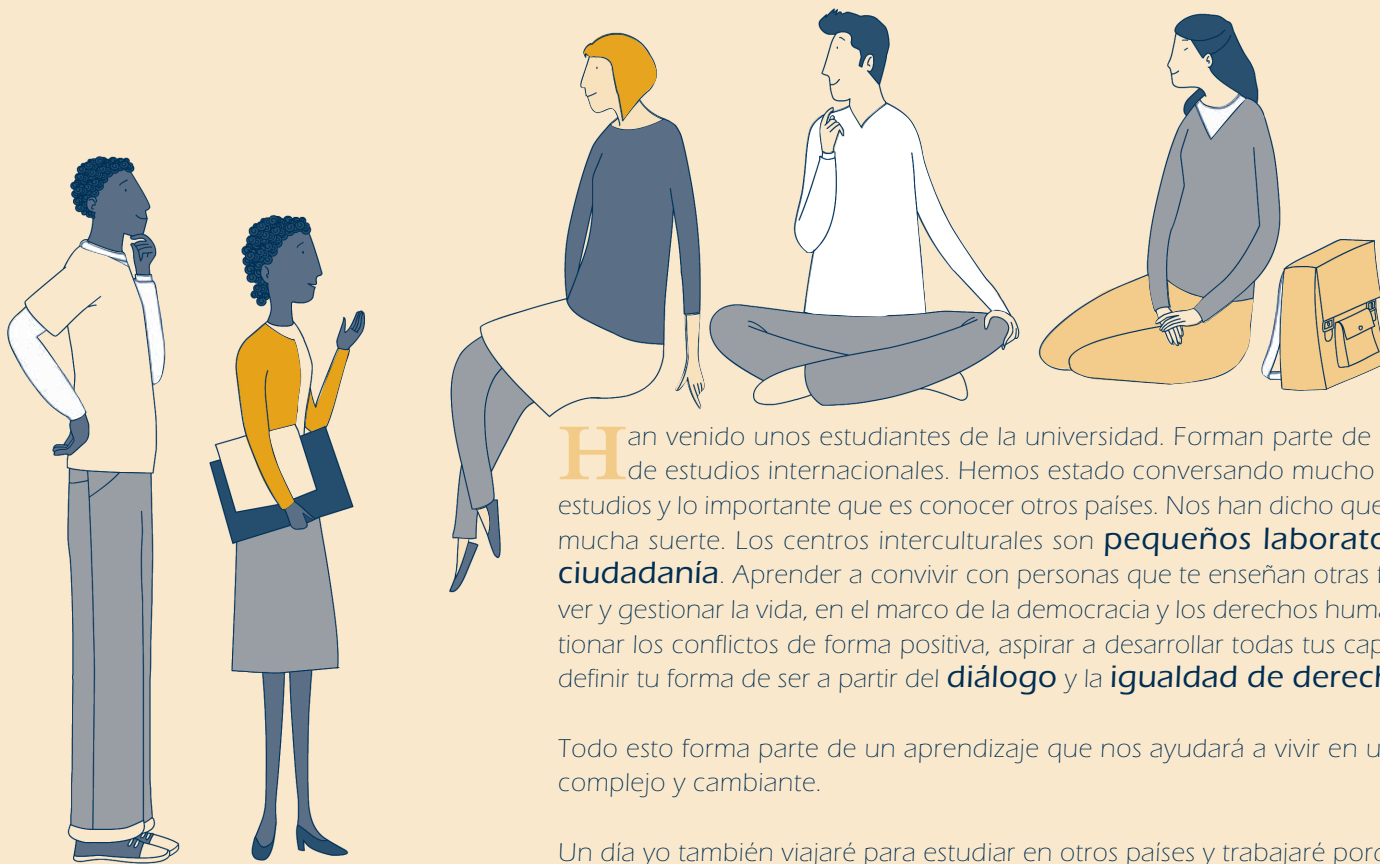 Han venido unos estudiantes de la universidad. Forman parte de
de estudios internacionales. Hemos estado conversando mucho
estudios y lo importante que es conocer otros países. Nos han dicho que
mucha suerte. Los centros interculturales son pequeños laborato
ciudadanía. Aprender a convivir con personas que te enseñan otras f
ver y gestionar la vida, en el marco de la democracia y los derechos huma
tionar los conflictos de forma positiva, aspirar a desarrollar todas tus cap
definir tu forma de ser a partir del diálogo y la igualdad de derech
Todo esto forma parte de un aprendizaje que nos ayudará a vivir en u
complejo y cambiante.
Un día yo también viajaré para estudiar en otros países y trabajaré porq